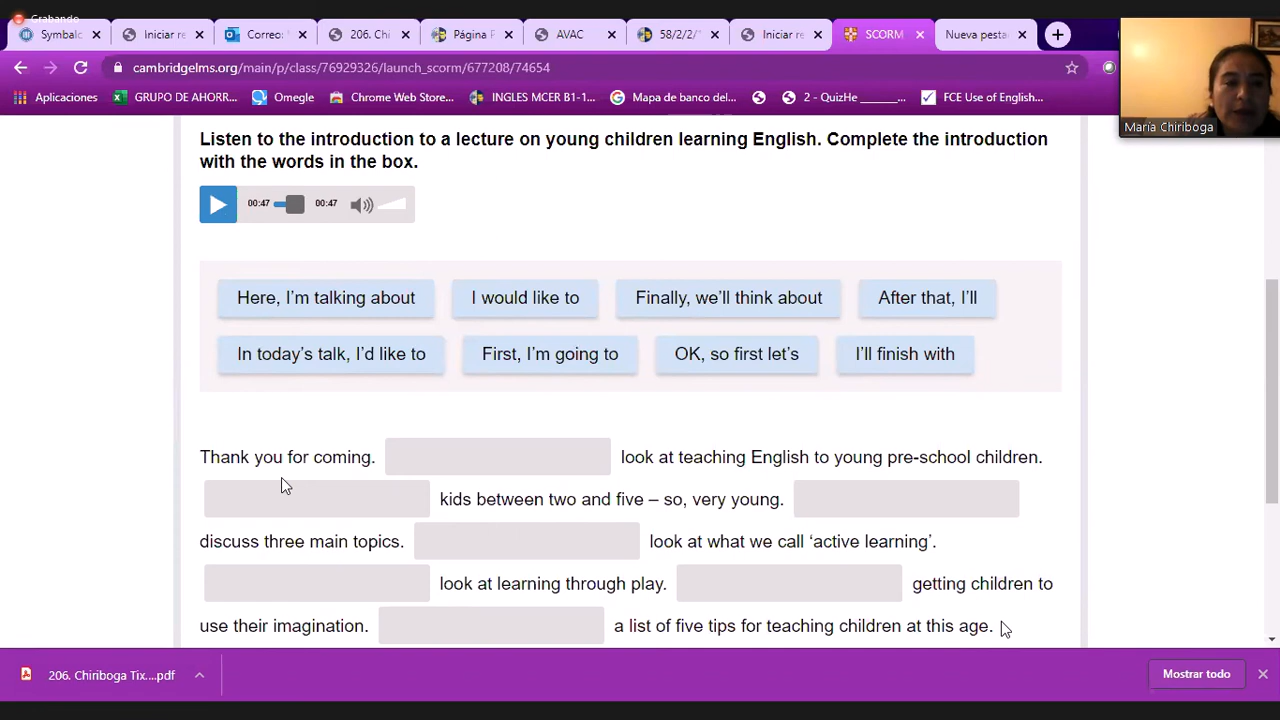 Grabando
Symbalc
Iniciar re
Correo:
206. Chi
Página P
AVAC
58/2/2/
Iniciar re
SCORM
Nueva pesta
cambridgelms.org/main/p/class/76929326/launch_scorm/677208/74654
Aplicaciones
GRUPO DE AHORR...
Omegle
Chrome Web Store...
INGLES MCER B1-1...
Mapa de banco del...
2 - QuizHe ______...
FCE Use of English...
María Chiriboga
Listen to the introduction to a lecture on young children learning English. Complete the introduction
with the words in the box.
00:47
00:47
Here, I'm talking about
I would like to
Finally, we'll think about
After that, I'll
In today's talk, I'd like to
First, I'm going to
OK, so first let's
I'll finish with
Thank you for coming. look at teaching English to young pre-school children.
kids between two and five – so, very young.
discuss three main topics. look at what we call 'active learning'.
look at learning through play. getting children to
use their imagination. a list of five tips for teaching children at this age.
206. Chiriboga Tix....pdf
Mostrar todo